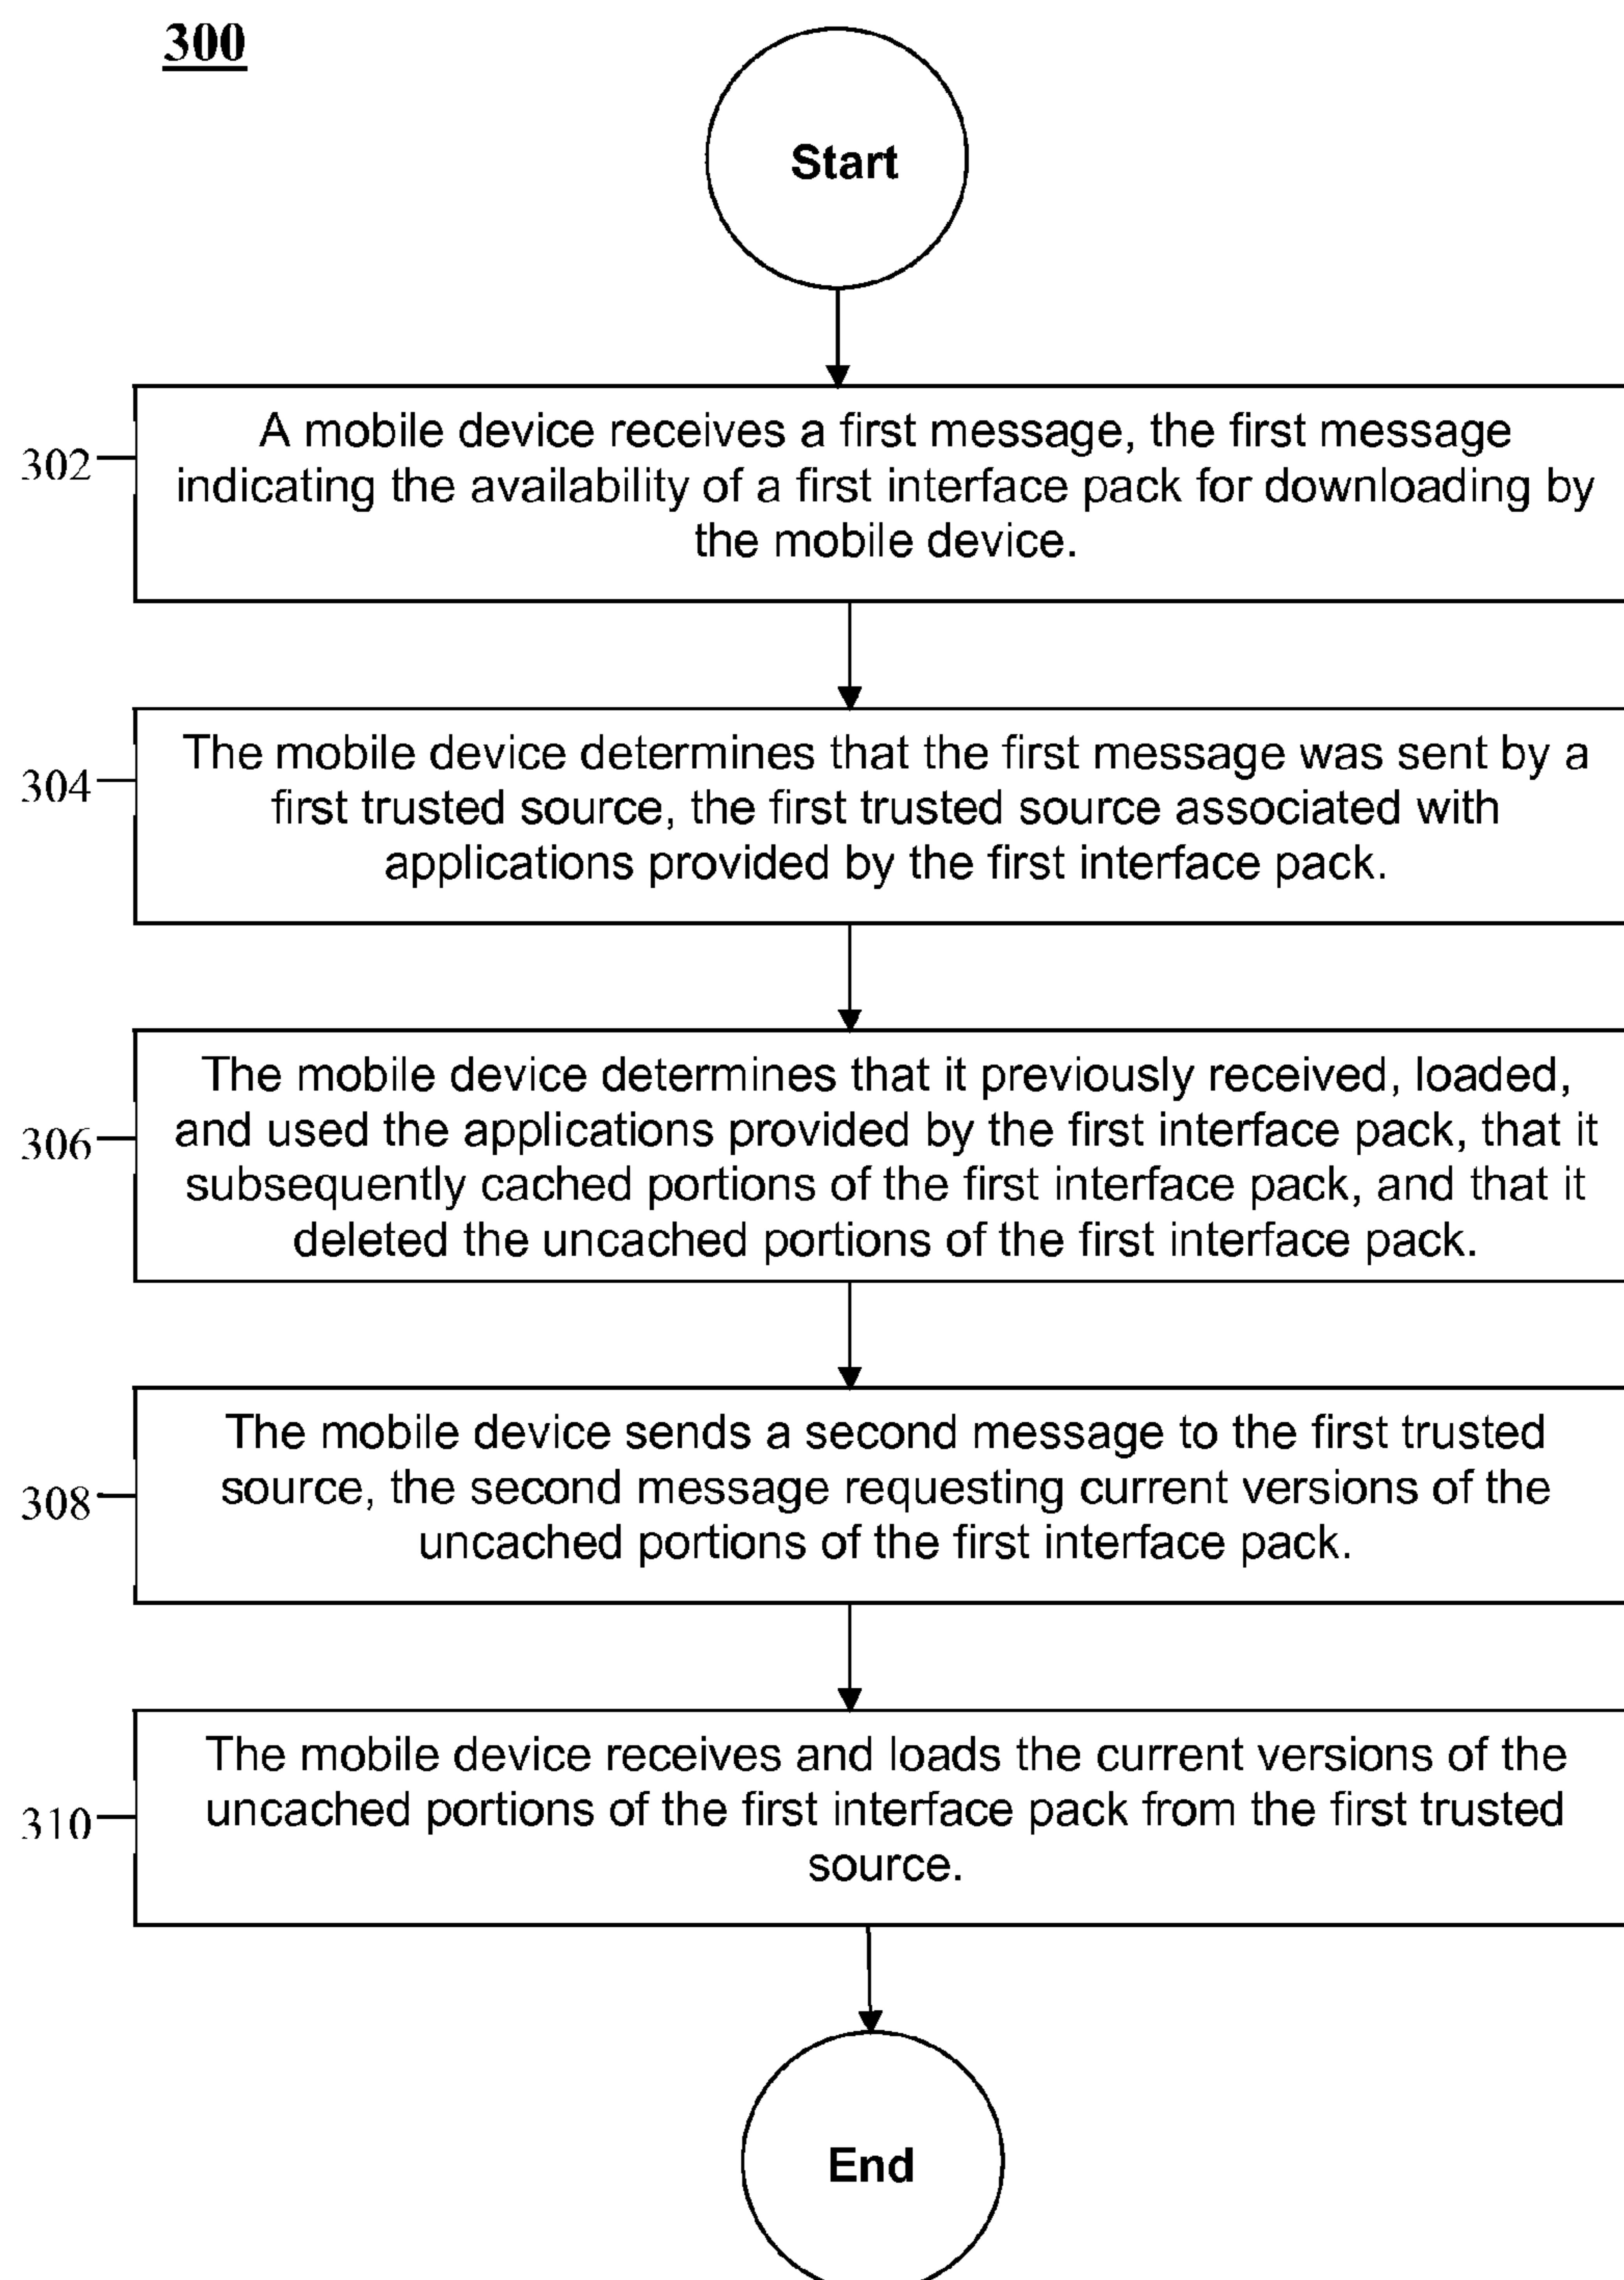 300
Start
302
A mobile device receives a first message, the first message
indicating the availability of a first interface pack for downloading by
the mobile device.
304
The mobile device determines that the first message was sent by a
first trusted source, the first trusted source associated with
applications provided by the first interface pack.
306
The mobile device determines that it previously received, loaded,
and used the applications provided by the first interface pack, that it
subsequently cached portions of the first interface pack, and that it
deleted the uncached portions of the first interface pack.
308
The mobile device sends a second message to the first trusted
source, the second message requesting current versions of the
uncached portions of the first interface pack.
310
The mobile device receives and loads the current versions of the
uncached portions of the first interface pack from the first trusted
source.
End